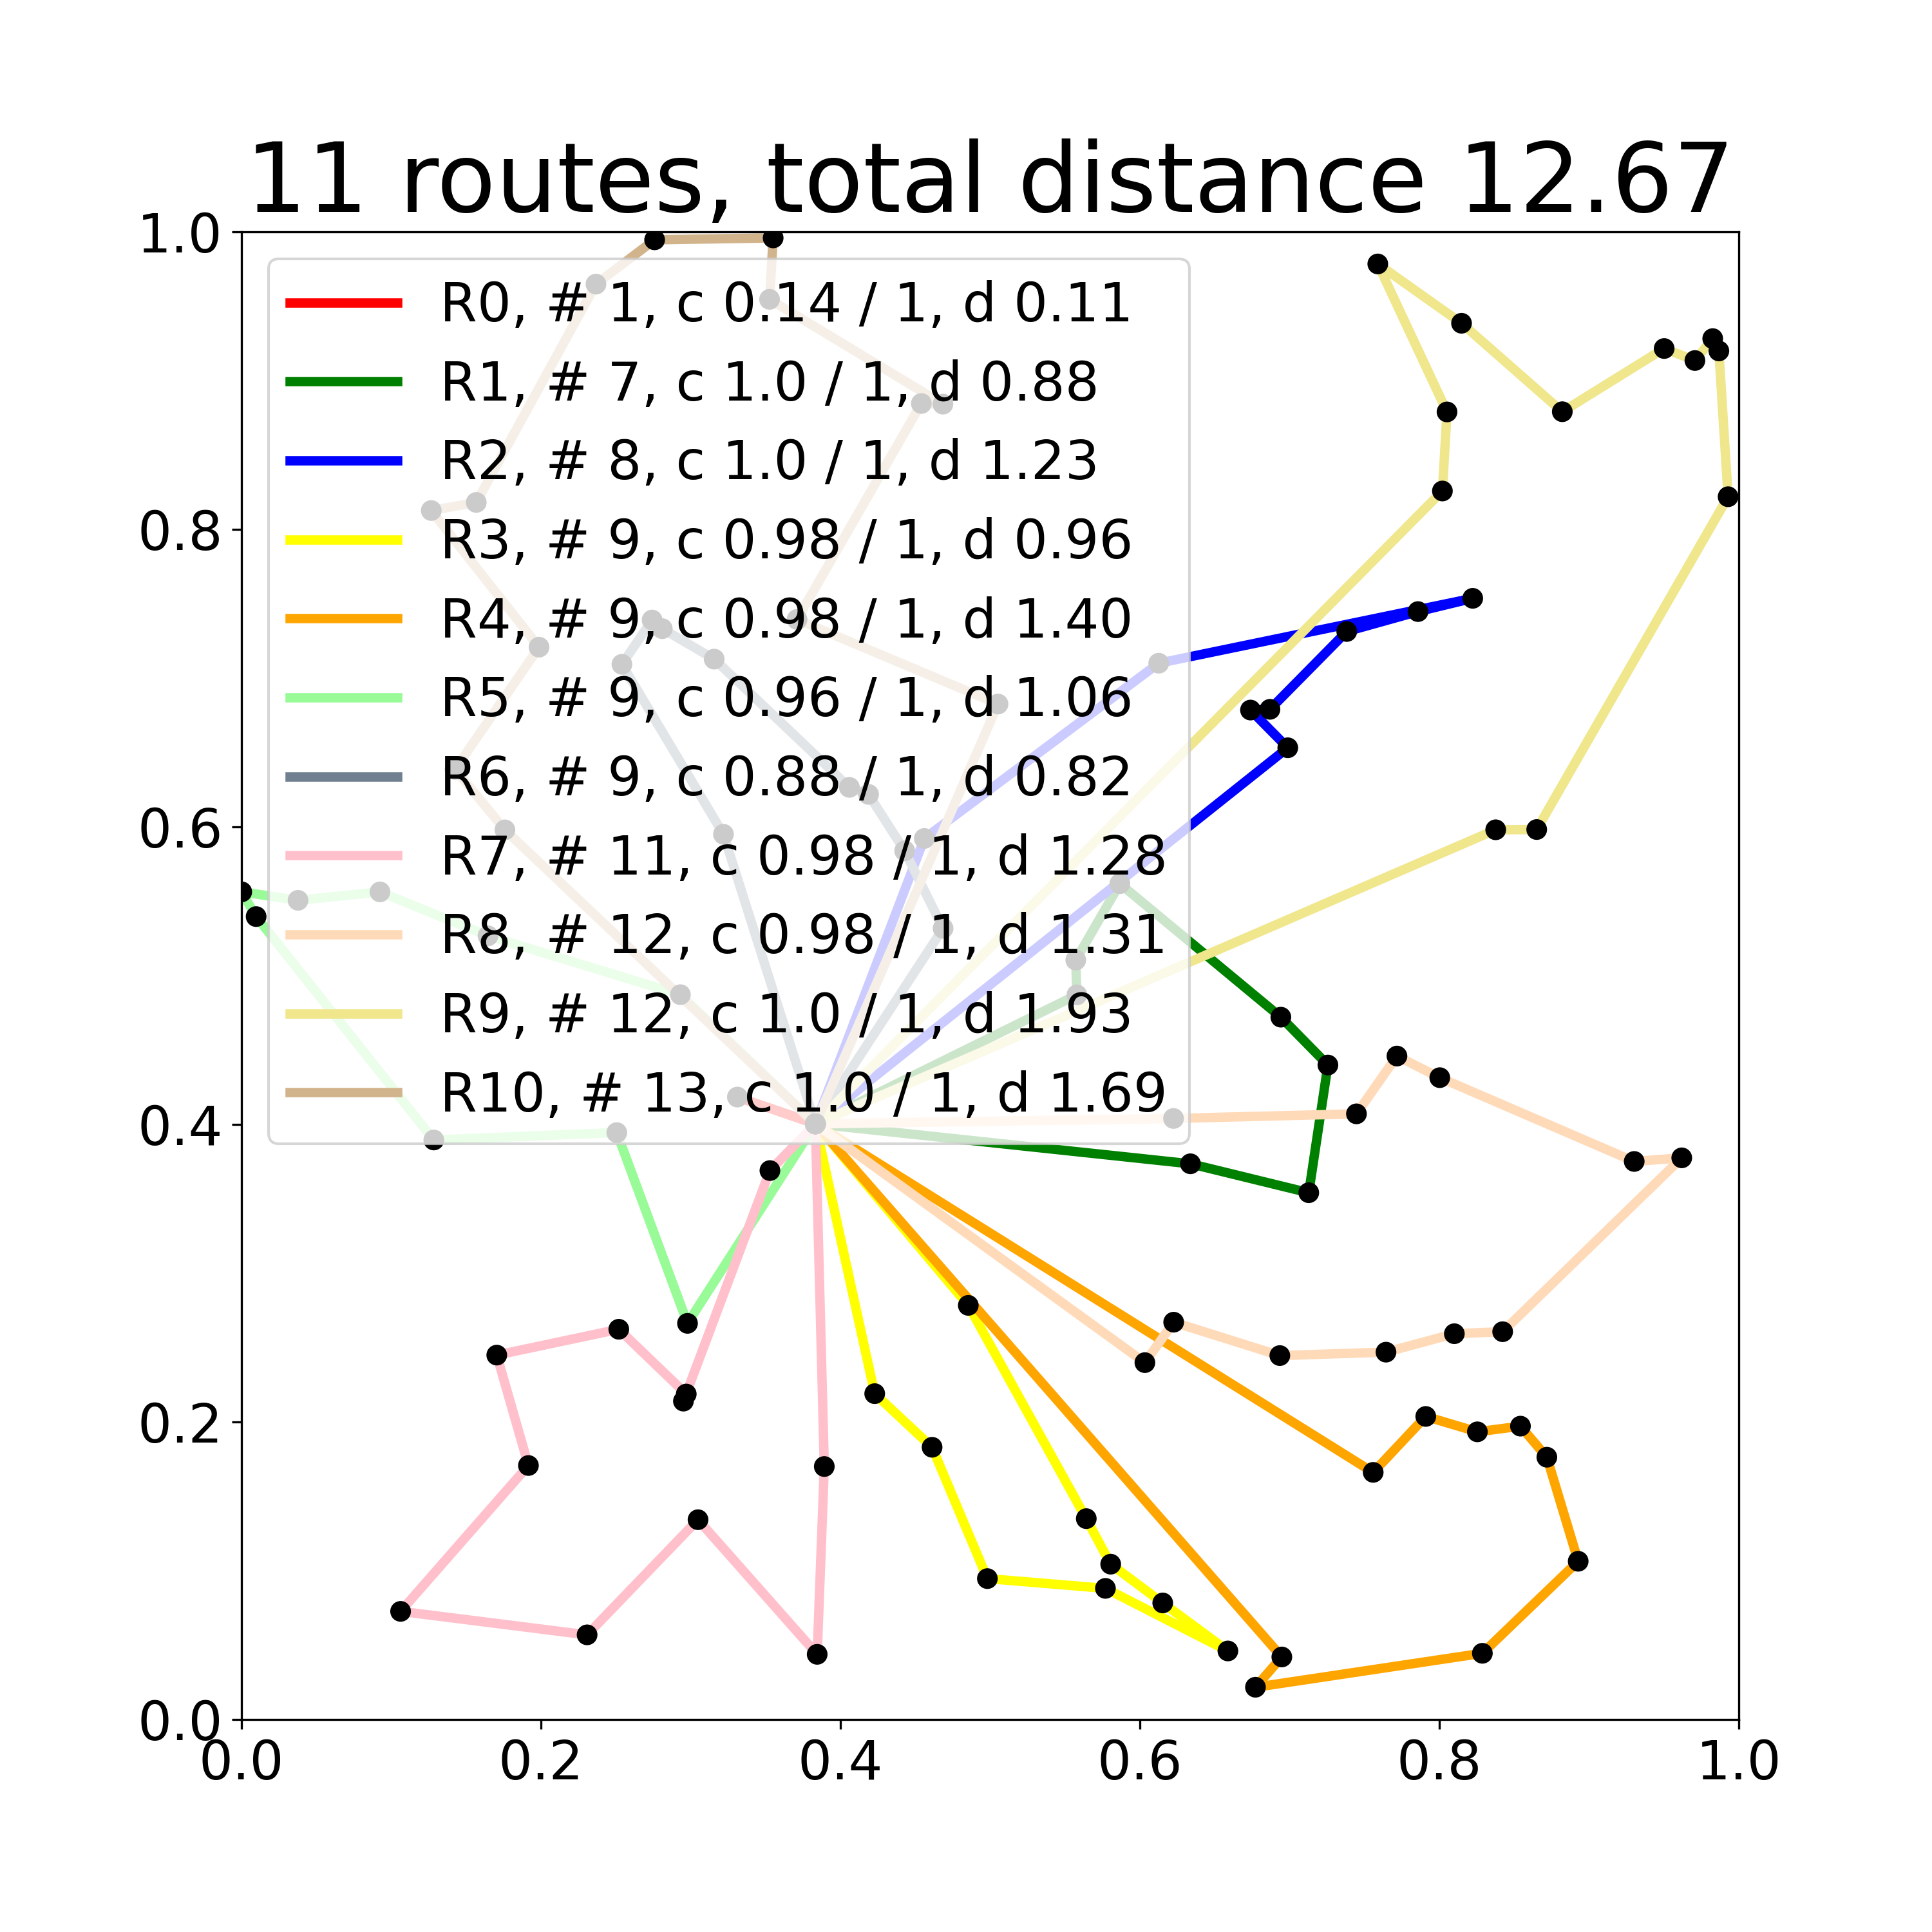 11 routes, total distance 12.67
1.0
0.8
0.6
0.4
0.2
0.0
R0, # 1, c 0.14 / 1, d 0.11
R1, # 7, c 1.0 / 1, d 0.88
R2, # 8, c 1.0 / 1, d 1.23
R3, # 9, c 0.98 / 1, d 0.96
R4, # 9, c 0.98 / 1, d 1.40
R5, # 9, c 0.96 / 1, d 1.06
R6, # 9, c 0.88 / 1, d 0.82
R7, # 11, c 0.98 / 1, d 1.28
R8, # 12, c 0.98 / 1, d 1.31
R9, # 12, c 1.0 / 1, d 1.93
R10, # 13, c 1.0 / 1, d 1.69
0.0 0.2 0.4 0.6 0.8 1.0